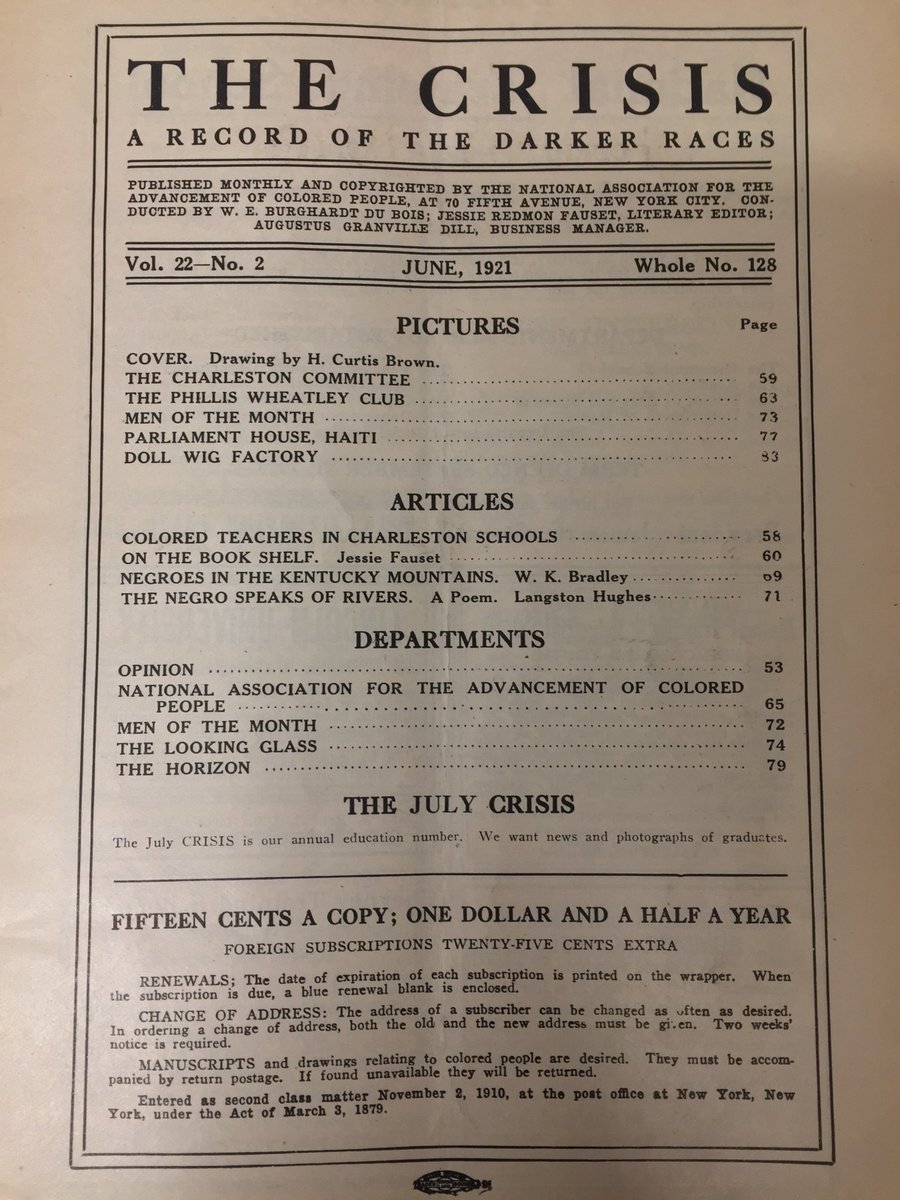 THE CRISIS
A RECORD OF THE DARKER RACES
PUBLISHED MONTHLY AND COPYRIGHTED BY THE NATIONAL ASSOCIATION FOR THE
ADVANCEMENT OF COLORED PEOPLE, AT 70 FIFTH AVENUE, NEW YORK CITY. CON-
DUCTED BY W. E. BURGHARDT DU BOIS; JESSIE REDMON FAUSET, LITERARY EDITOR;
AUGUSTUS GRANVILLE DILL, BUSINESS MANAGER.
Vol. 22—No. 2 JUNE, 1921 Whole No. 128
PICTURES Page
COVER. Drawing by H. Curtis Brown.
THE CHARLESTON COMMITTEE 59
THE PHILLIS WHEATLEY CLUB 63
MEN OF THE MONTH 73
PARLIAMENT HOUSE, HAITI 77
DOLL WIG FACTORY 83
ARTICLES
COLORED TEACHERS IN CHARLESTON SCHOOLS 58
ON THE BOOK SHELF. Jessie Fauset 60
NEGROES IN THE KENTUCKY MOUNTAINS. W. K. Bradley 69
THE NEGRO SPEAKS OF RIVERS. A Poem. Langston Hughes 71
DEPARTMENTS
OPINION 53
NATIONAL ASSOCIATION FOR THE ADVANCEMENT OF COLORED
PEOPLE 65
MEN OF THE MONTH 72
THE LOOKING GLASS 74
THE HORIZON 79
THE JULY CRISIS
The July CRISIS is our annual education number. We want news and photographs of graduates.
FIFTEEN CENTS A COPY; ONE DOLLAR AND A HALF A YEAR
FOREIGN SUBSCRIPTIONS TWENTY-FIVE CENTS EXTRA
RENEWALS; The date of expiration of each subscription is printed on the wrapper. When
the subscription is due, a blue renewal blank is enclosed.
CHANGE OF ADDRESS: The address of a subscriber can be changed as often as desired.
In ordering a change of address, both the old and the new address must be given. Two weeks'
notice is required.
MANUSCRIPTS and drawings relating to colored people are desired. They must be accom-
panied by return postage. If found unavailable they will be returned.
Entered as second class matter November 2, 1910, at the post office at New York, New
York, under the Act of March 3, 1879.